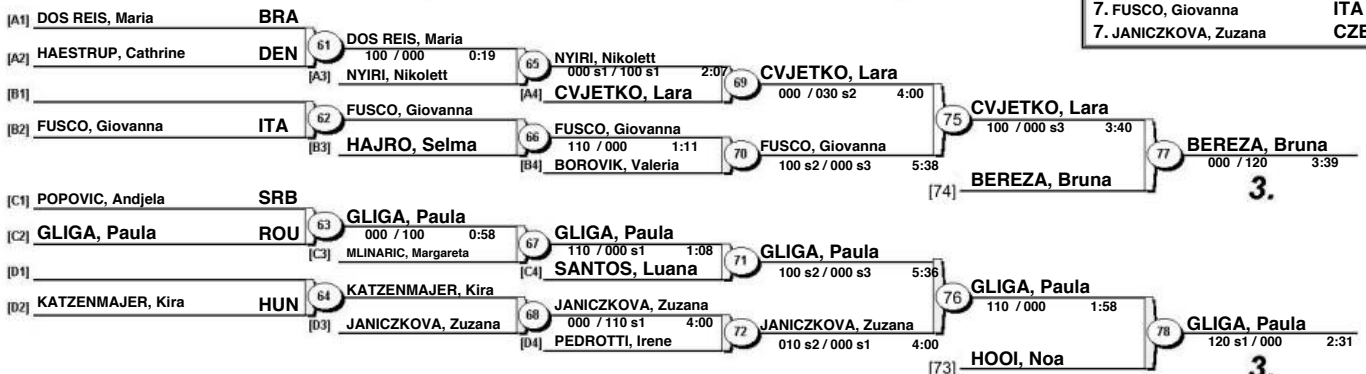 7. FUSCO, Giovanna ITA
7. JANICZKOVA, Zuzana CZE
[A1] DOS REIS, Maria BRA
[A2] HAESTRUP, Cathrine DEN
61 DOS REIS, Maria
100 / 000 0:19
[A3] NYIRI, Nikolett
65 NYIRI, Nikolett
000 s1 / 100 s1 2:07
[A4] CVJETKO, Lara
69 CVJETKO, Lara
000 / 030 s2 4:00
[B1]
[B2] FUSCO, Giovanna ITA
62 FUSCO, Giovanna
[B3] HAJRO, Selma
66 FUSCO, Giovanna
110 / 000 1:11
[B4] BOROVIK, Valeria
70 FUSCO, Giovanna
100 s2 / 000 s3 5:38
75 CVJETKO, Lara
100 / 000 s3 3:40
[74] BEREZA, Bruna
77 BEREZA, Bruna
000 / 120 3:39
3.
[C1] POPOVIC, Andjela SRB
[C2] GLIGA, Paula ROU
63 GLIGA, Paula
000 / 100 0:58
[C3] MLINARIC, Margareta
67 GLIGA, Paula
110 / 000 s1 1:08
[C4] SANTOS, Luana
71 GLIGA, Paula
100 s2 / 000 s3 5:36
[D1]
[D2] KATZENMAJER, Kira HUN
64 KATZENMAJER, Kira
[D3] JANICZKOVA, Zuzana
68 JANICZKOVA, Zuzana
000 / 110 s1 4:00
[D4] PEDROTTI, Irene
72 JANICZKOVA, Zuzana
010 s2 / 000 s1 4:00
76 GLIGA, Paula
110 / 000 1:58
[73] HOOI, Noa
78 GLIGA, Paula
120 s1 / 000 2:31
3.